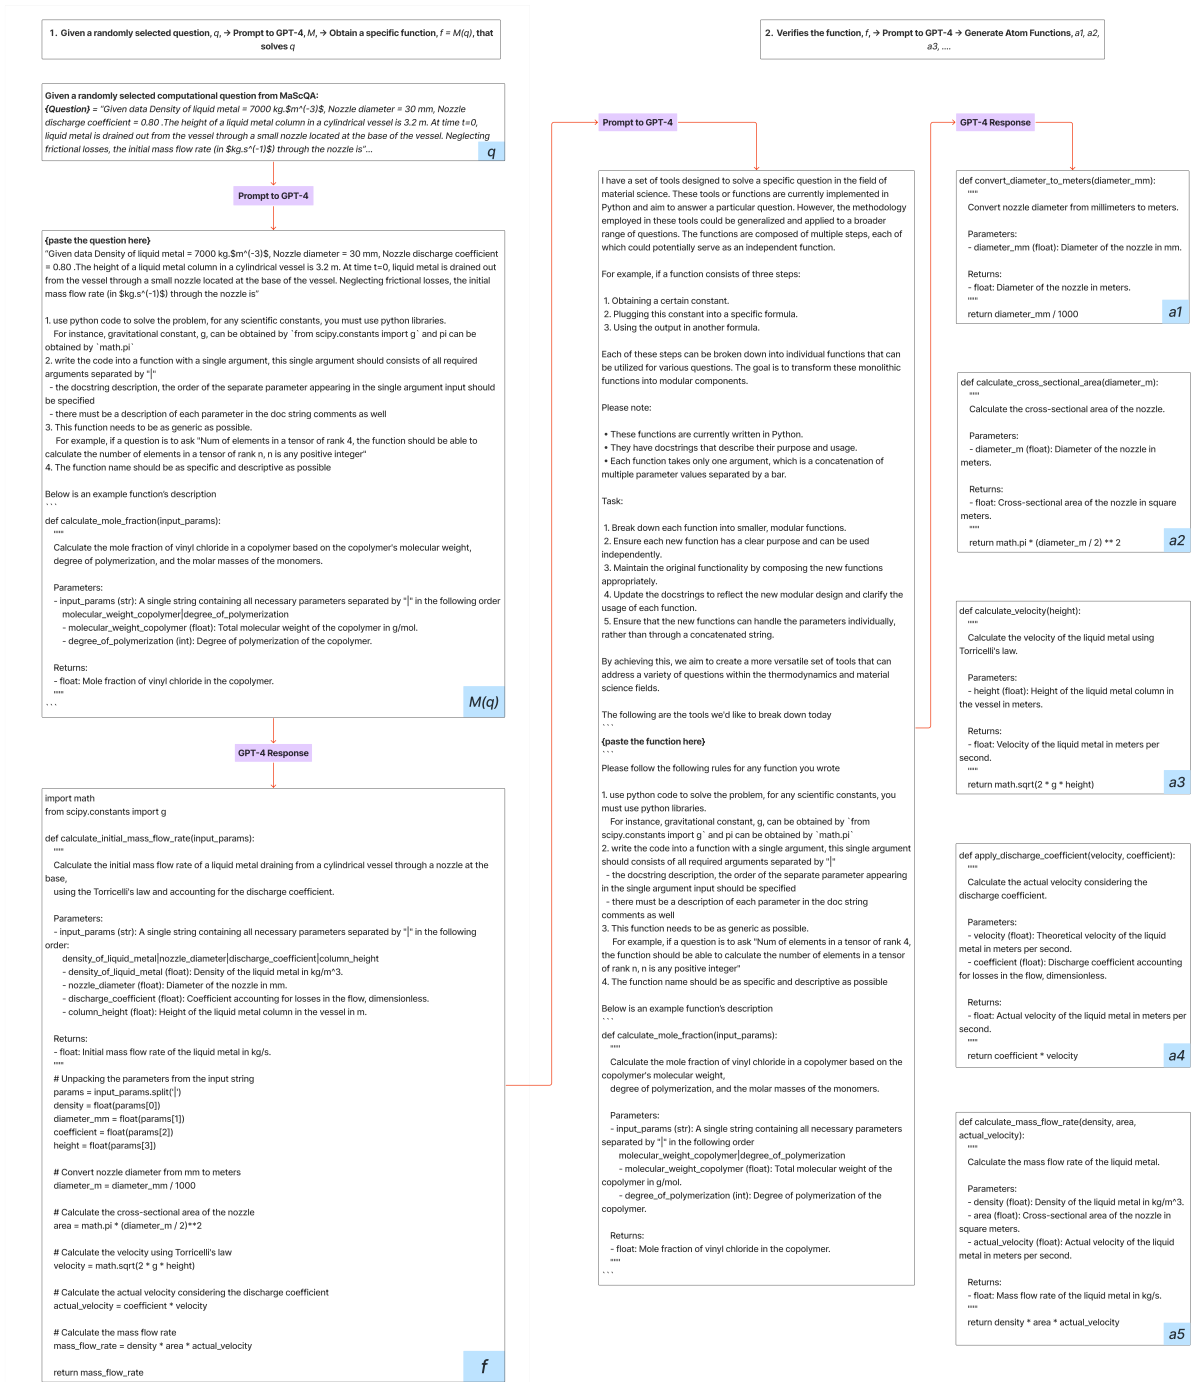 1. Given a randomly selected question, q, → Prompt to GPT-4, M, → Obtain a specific function, f = M(q), that
solves q
Given a randomly selected computational question from MaScQA:
{Question} = "Given data Density of liquid metal = 7000 kg.$m^(-3)$, Nozzle diameter = 30 mm, Nozzle
discharge coefficient = 0.80 .The height of a liquid metal column in a cylindrical vessel is 3.2 m. At time t=0,
liquid metal is drained out from the vessel through a small nozzle located at the base of the vessel. Neglecting
frictional losses, the initial mass flow rate (in $kg.s^(-1)$) through the nozzle is"...
q
Prompt to GPT-4
{paste the question here}
"Given data Density of liquid metal = 7000 kg.$m^(-3)$, Nozzle diameter = 30 mm, Nozzle discharge coefficient
= 0.80 .The height of a liquid metal column in a cylindrical vessel is 3.2 m. At time t=0, liquid metal is drained out
from the vessel through a small nozzle located at the base of the vessel. Neglecting frictional losses, the initial
mass flow rate (in $kg.s^(-1)$) through the nozzle is"
1. use python code to solve the problem, for any scientific constants, you must use python libraries.
For instance, gravitational constant, g, can be obtained by `from scipy.constants import g` and pi can be
obtained by `math.pi`
2. write the code into a function with a single argument, this single argument should consists of all required
arguments separated by "|"
- the docstring description, the order of the separate parameter appearing in the single argument input should
be specified
- there must be a description of each parameter in the doc string comments as well
3. This function needs to be as generic as possible.
For example, if a question is to ask "Num of elements in a tensor of rank 4, the function should be able to
calculate the number of elements in a tensor of rank n, n is any positive integer"
4. The function name should be as specific and descriptive as possible
Below is an example function's description
```
def calculate_mole_fraction(input_params):
"""
Calculate the mole fraction of vinyl chloride in a copolymer based on the copolymer's molecular weight,
degree of polymerization, and the molar masses of the monomers.
Parameters:
- input_params (str): A single string containing all necessary parameters separated by "|" in the following order
molecular_weight_copolymer|degree_of_polymerization
- molecular_weight_copolymer (float): Total molecular weight of the copolymer in g/mol.
- degree_of_polymerization (int): Degree of polymerization of the copolymer.
Returns:
- float: Mole fraction of vinyl chloride in the copolymer.
"""
```
M(q)
GPT-4 Response
import math
from scipy.constants import g
def calculate_initial_mass_flow_rate(input_params):
"""
Calculate the initial mass flow rate of a liquid metal draining from a cylindrical vessel through a nozzle at the
base,
using the Torricelli's law and accounting for the discharge coefficient.
Parameters:
- input_params (str): A single string containing all necessary parameters separated by "|" in the following
order:
density_of_liquid_metal|nozzle_diameter|discharge_coefficient|column_height
- density_of_liquid_metal (float): Density of the liquid metal in kg/m^3.
- nozzle_diameter (float): Diameter of the nozzle in mm.
- discharge_coefficient (float): Coefficient accounting for losses in the flow, dimensionless.
- column_height (float): Height of the liquid metal column in the vessel in m.
Returns:
- float: Initial mass flow rate of the liquid metal in kg/s.
"""
# Unpacking the parameters from the input string
params = input_params.split('|')
density = float(params[0])
diameter_mm = float(params[1])
coefficient = float(params[2])
height = float(params[3])
# Convert nozzle diameter from mm to meters
diameter_m = diameter_mm / 1000
# Calculate the cross-sectional area of the nozzle
area = math.pi * (diameter_m / 2)**2
# Calculate the velocity using Torricelli's law
velocity = math.sqrt(2 * g * height)
# Calculate the actual velocity considering the discharge coefficient
actual_velocity = coefficient * velocity
# Calculate the mass flow rate
mass_flow_rate = density * area * actual_velocity
return mass_flow_rate
f
2. Verifies the function, f, → Prompt to GPT-4 → Generate Atom Functions, a1, a2,
a3, ....
Prompt to GPT-4
I have a set of tools designed to solve a specific question in the field of
material science. These tools or functions are currently implemented in
Python and aim to answer a particular question. However, the methodology
employed in these tools could be generalized and applied to a broader
range of questions. The functions are composed of multiple steps, each of
which could potentially serve as an independent function.
For example, if a function consists of three steps:
1. Obtaining a certain constant.
2. Plugging this constant into a specific formula.
3. Using the output in another formula.
Each of these steps can be broken down into individual functions that can
be utilized for various questions. The goal is to transform these monolithic
functions into modular components.
Please note:
• These functions are currently written in Python.
• They have docstrings that describe their purpose and usage.
• Each function takes only one argument, which is a concatenation of
multiple parameter values separated by a bar.
Task:
1. Break down each function into smaller, modular functions.
2. Ensure each new function has a clear purpose and can be used
independently.
3. Maintain the original functionality by composing the new functions
appropriately.
4. Update the docstrings to reflect the new modular design and clarify the
usage of each function.
5. Ensure that the new functions can handle the parameters individually,
rather than through a concatenated string.
By achieving this, we aim to create a more versatile set of tools that can
address a variety of questions within the thermodynamics and material
science fields.
The following are the tools we'd like to break down today
```
{paste the function here}
```
Please follow the following rules for any function you wrote
1. use python code to solve the problem, for any scientific constants, you
must use python libraries.
For instance, gravitational constant, g, can be obtained by `from
scipy.constants import g` and pi can be obtained by `math.pi`
2. write the code into a function with a single argument, this single argument
should consists of all required arguments separated by "|"
- the docstring description, the order of the separate parameter appearing
in the single argument input should be specified
- there must be a description of each parameter in the doc string
comments as well
3. This function needs to be as generic as possible.
For example, if a question is to ask "Num of elements in a tensor of rank 4,
the function should be able to calculate the number of elements in a tensor
of rank n, n is any positive integer"
4. The function name should be as specific and descriptive as possible
Below is an example function's description
```
def calculate_mole_fraction(input_params):
"""
Calculate the mole fraction of vinyl chloride in a copolymer based on the
copolymer's molecular weight,
degree of polymerization, and the molar masses of the monomers.
Parameters:
- input_params (str): A single string containing all necessary parameters
separated by "|" in the following order
molecular_weight_copolymer|degree_of_polymerization
- molecular_weight_copolymer (float): Total molecular weight of the
copolymer in g/mol.
- degree_of_polymerization (int): Degree of polymerization of the
copolymer.
Returns:
- float: Mole fraction of vinyl chloride in the copolymer.
"""
```
GPT-4 Response
def convert_diameter_to_meters(diameter_mm):
"""
Convert nozzle diameter from millimeters to meters.
Parameters:
- diameter_mm (float): Diameter of the nozzle in mm.
Returns:
- float: Diameter of the nozzle in meters.
"""
return diameter_mm / 1000
a1
def calculate_cross_sectional_area(diameter_m):
"""
Calculate the cross-sectional area of the nozzle.
Parameters:
- diameter_m (float): Diameter of the nozzle in
meters.
Returns:
- float: Cross-sectional area of the nozzle in square
meters.
"""
return math.pi * (diameter_m / 2) ** 2
a2
def calculate_velocity(height):
"""
Calculate the velocity of the liquid metal using
Torricelli's law.
Parameters:
- height (float): Height of the liquid metal column in
the vessel in meters.
Returns:
- float: Velocity of the liquid metal in meters per
second.
"""
return math.sqrt(2 * g * height)
a3
def apply_discharge_coefficient(velocity, coefficient):
"""
Calculate the actual velocity considering the
discharge coefficient.
Parameters:
- velocity (float): Theoretical velocity of the liquid
metal in meters per second.
- coefficient (float): Discharge coefficient accounting
for losses in the flow, dimensionless.
Returns:
- float: Actual velocity of the liquid metal in meters per
second.
"""
return coefficient * velocity
a4
def calculate_mass_flow_rate(density, area,
actual_velocity):
"""
Calculate the mass flow rate of the liquid metal.
Parameters:
- density (float): Density of the liquid metal in kg/m^3.
- area (float): Cross-sectional area of the nozzle in
square meters.
- actual_velocity (float): Actual velocity of the liquid
metal in meters per second.
Returns:
- float: Mass flow rate of the liquid metal in kg/s.
"""
return density * area * actual_velocity
a5